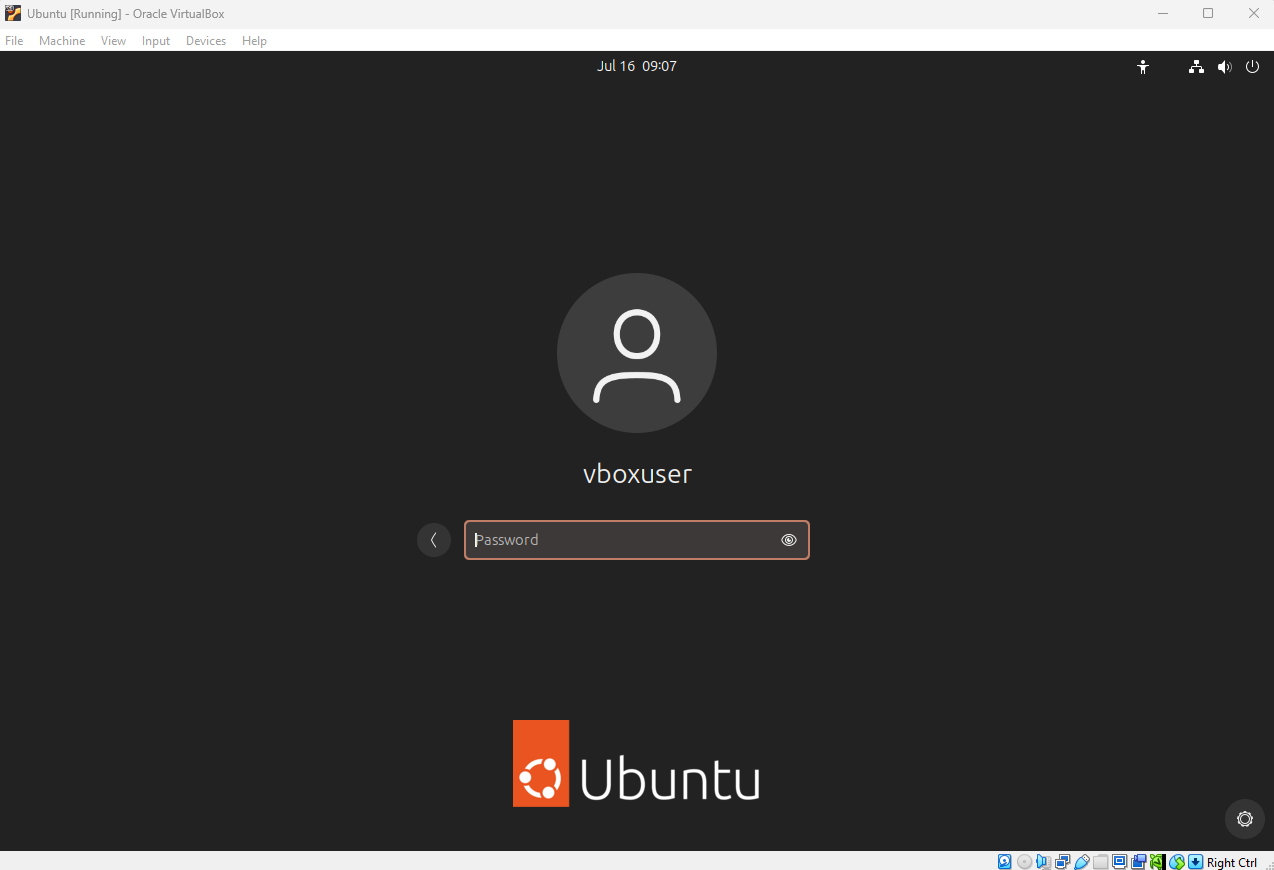 Ubuntu [Running] - Oracle VirtualBox
File Machine View Input Devices Help
Jul 16 09:07
vboxuser
Password
Ubuntu
Right Ctrl